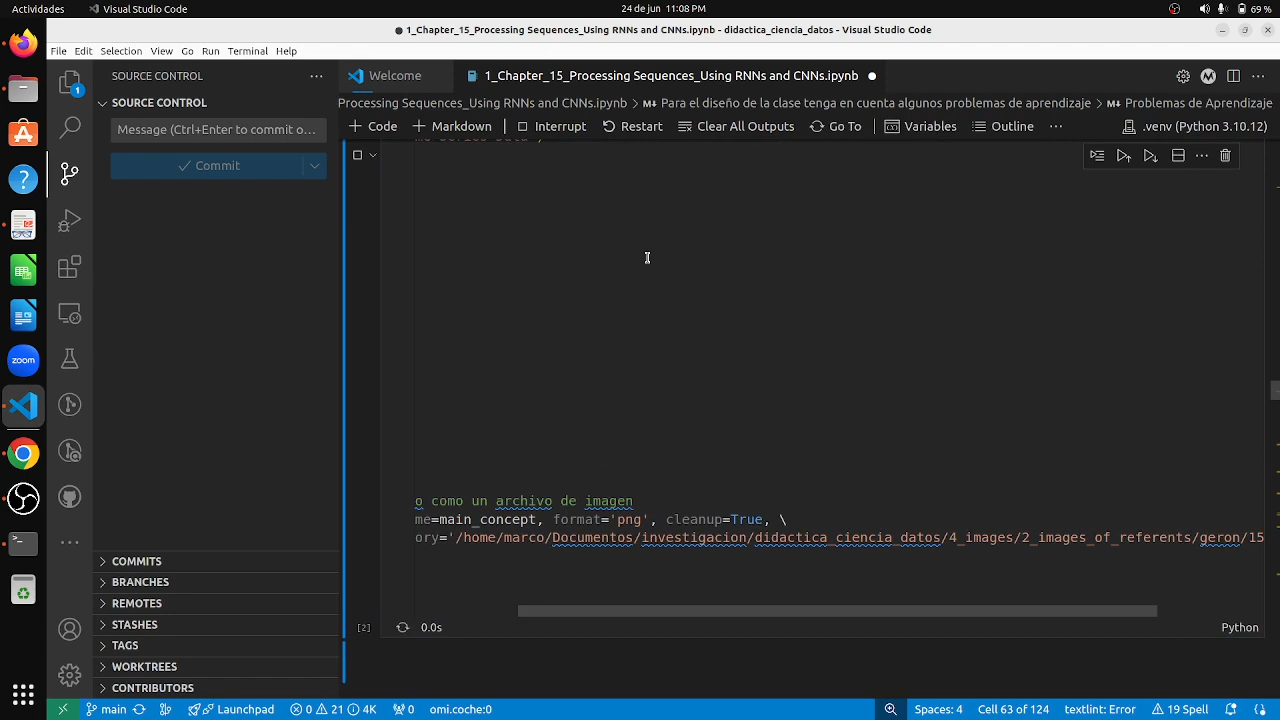 Actividades
Visual Studio Code
24 de jun 11:08 PM
69 %
1_Chapter_15_Processing Sequences_Using RNNs and CNNs.ipynb - didactica_ciencia_datos - Visual Studio Code
File Edit Selection View Go Run Terminal Help
SOURCE CONTROL
Welcome
1_Chapter_15_Processing Sequences_Using RNNs and CNNs.ipynb
SOURCE CONTROL
Processing Sequences_Using RNNs and CNNs.ipynb > Para el diseño de la clase tenga en cuenta algunos problemas de aprendizaje > Problemas de Aprendizaje
Message (Ctrl+Enter to commit o...
Code Markdown Interrupt Restart Clear All Outputs Go To Variables Outline .venv (Python 3.10.12)
Commit
1
zoom
o como un archivo de imagen
me=main_concept, format='png', cleanup=True, \
ory='/home/marco/Documentos/investigacion/didactica_ciencia_datos/4_images/2_images_of_referents/geron/15
COMMITS
BRANCHES
REMOTES
STASHES
TAGS
WORKTREES
CONTRIBUTORS
[2] 0.0s Python
main Launchpad 0 21 4K 0 omi.coche:0 Spaces: 4 Cell 63 of 124 textlint: Error 19 Spell